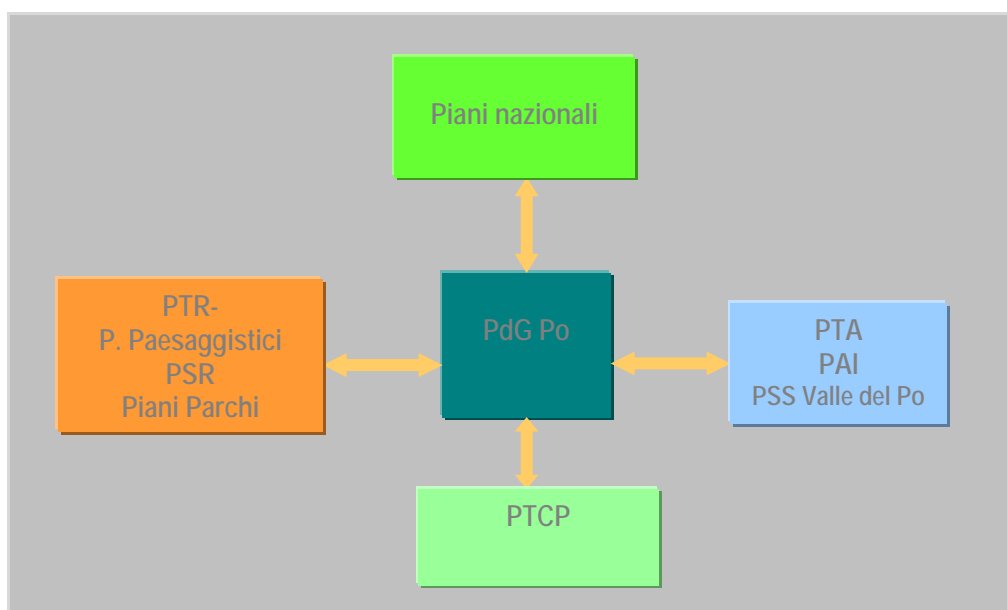 Piani nazionali
PTR-
P. Paesaggistici
PSR
Piani Parchi
PdG Po
PTA
PAI
PSS Valle del Po
PTCP